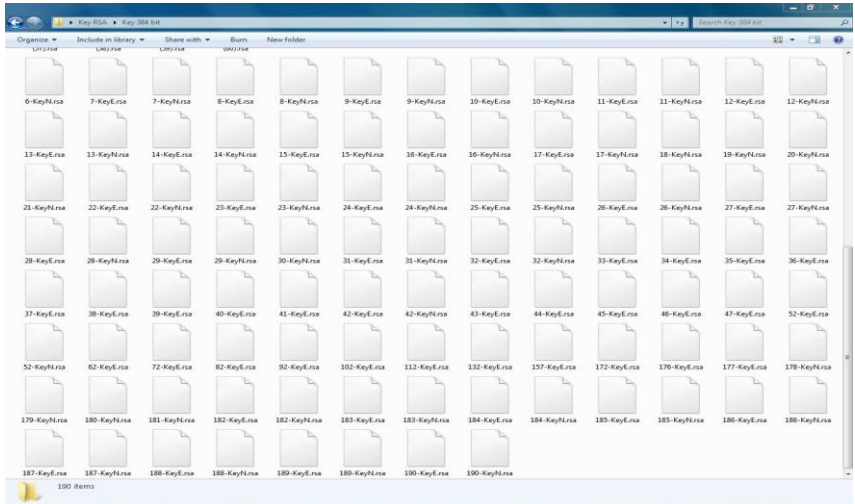 Key RSA ▸ Key 384 bit Search Key 384 bit
Organize Include in library Share with Burn New folder
6-KeyN.rsa 7-KeyE.rsa 7-KeyN.rsa 8-KeyE.rsa 8-KeyN.rsa 9-KeyE.rsa 9-KeyN.rsa 10-KeyE.rsa 10-KeyN.rsa 11-KeyE.rsa 11-KeyN.rsa 12-KeyE.rsa 12-KeyN.rsa
13-KeyE.rsa 13-KeyN.rsa 14-KeyE.rsa 14-KeyN.rsa 15-KeyE.rsa 15-KeyN.rsa 16-KeyE.rsa 16-KeyN.rsa 17-KeyE.rsa 17-KeyN.rsa 18-KeyN.rsa 19-KeyN.rsa 20-KeyN.rsa
21-KeyN.rsa 22-KeyE.rsa 22-KeyN.rsa 23-KeyE.rsa 23-KeyN.rsa 24-KeyE.rsa 24-KeyN.rsa 25-KeyE.rsa 25-KeyN.rsa 26-KeyE.rsa 26-KeyN.rsa 27-KeyE.rsa 27-KeyN.rsa
28-KeyE.rsa 28-KeyN.rsa 29-KeyE.rsa 29-KeyN.rsa 30-KeyN.rsa 31-KeyE.rsa 31-KeyN.rsa 32-KeyE.rsa 32-KeyN.rsa 33-KeyE.rsa 34-KeyE.rsa 35-KeyE.rsa 36-KeyE.rsa
37-KeyE.rsa 38-KeyE.rsa 39-KeyE.rsa 40-KeyE.rsa 41-KeyE.rsa 42-KeyE.rsa 42-KeyN.rsa 43-KeyE.rsa 44-KeyE.rsa 45-KeyE.rsa 46-KeyE.rsa 47-KeyE.rsa 52-KeyE.rsa
52-KeyN.rsa 62-KeyE.rsa 72-KeyE.rsa 82-KeyE.rsa 92-KeyE.rsa 102-KeyE.rsa 112-KeyE.rsa 132-KeyE.rsa 157-KeyE.rsa 172-KeyE.rsa 176-KeyE.rsa 177-KeyE.rsa 178-KeyN.rsa
179-KeyN.rsa 180-KeyN.rsa 181-KeyN.rsa 182-KeyE.rsa 182-KeyN.rsa 183-KeyE.rsa 183-KeyN.rsa 184-KeyE.rsa 184-KeyN.rsa 185-KeyE.rsa 185-KeyN.rsa 186-KeyE.rsa 186-KeyN.rsa
187-KeyE.rsa 187-KeyN.rsa 188-KeyE.rsa 188-KeyN.rsa 189-KeyE.rsa 189-KeyN.rsa 190-KeyE.rsa 190-KeyN.rsa
190 items